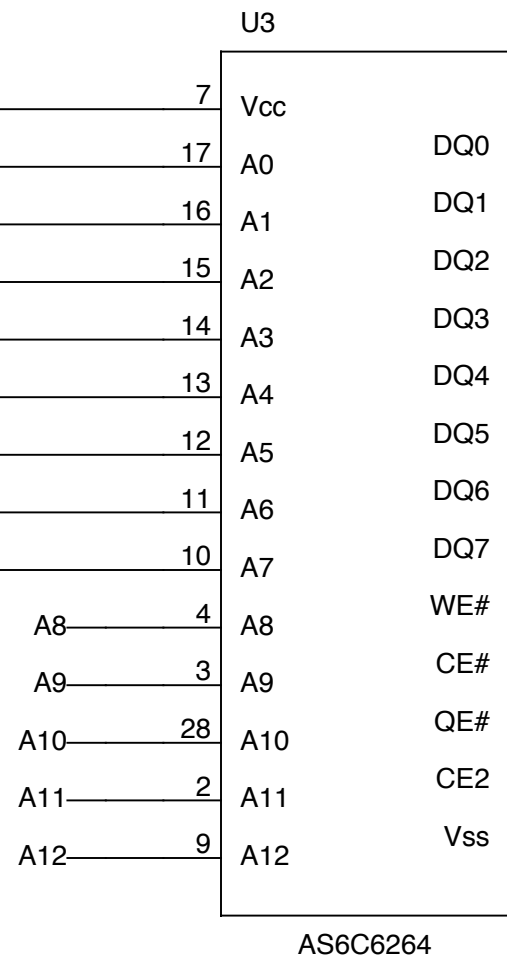 U3
7 Vcc
DQ0
17 A0
DQ1
16 A1
DQ2
15 A2
DQ3
14 A3
DQ4
13 A4
DQ5
12 A5
DQ6
11 A6
DQ7
10 A7
WE#
A8 4 A8
CE#
A9 3 A9
QE#
A10 28 A10
CE2
A11 2 A11
Vss
A12 9 A12
AS6C6264